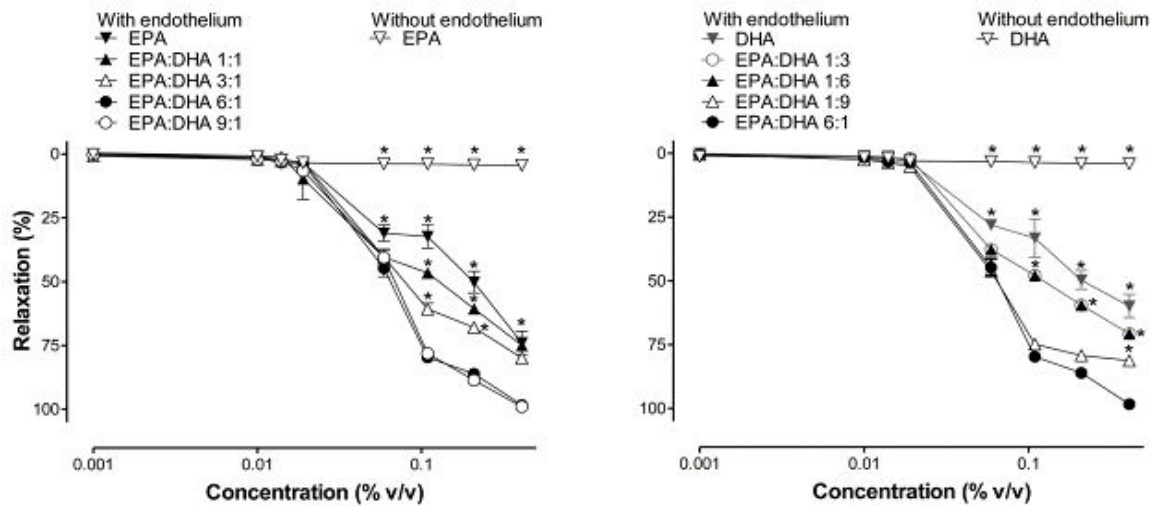 With endothelium
EPA
EPA:DHA 1:1
EPA:DHA 3:1
EPA:DHA 6:1
EPA:DHA 9:1
Without endothelium
EPA
Relaxation (%)
0
25
50
75
100
* * * *
* * * *
* *
* *
0.001 0.01 0.1
Concentration (% v/v)
With endothelium
DHA
EPA:DHA 1:3
EPA:DHA 1:6
EPA:DHA 1:9
EPA:DHA 6:1
Without endothelium
DHA
0
25
50
75
100
* * * *
* * * *
* * *
*
0.001 0.01 0.1
Concentration (% v/v)